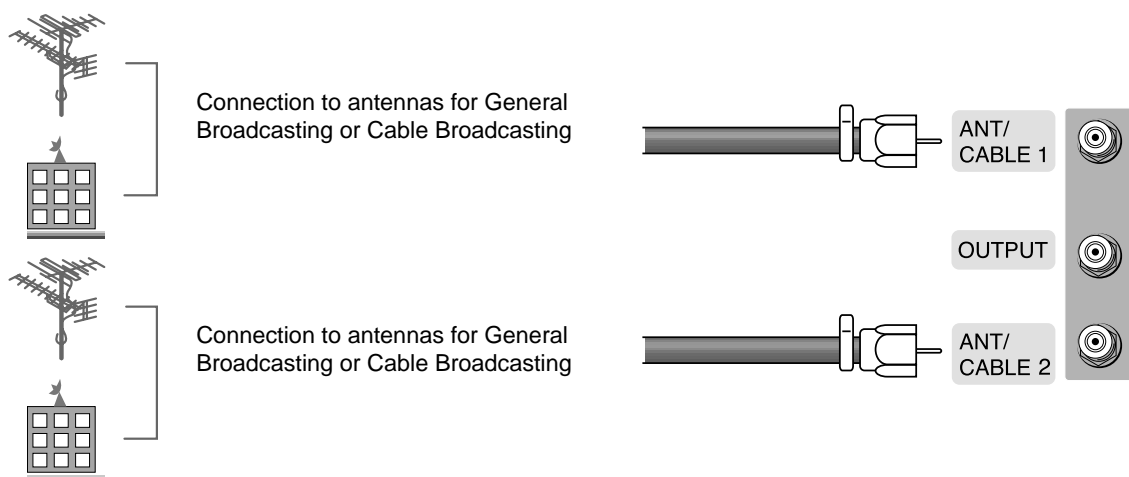 Connection to antennas for General
Broadcasting or Cable Broadcasting
ANT/
CABLE 1
OUTPUT
Connection to antennas for General
Broadcasting or Cable Broadcasting
ANT/
CABLE 2